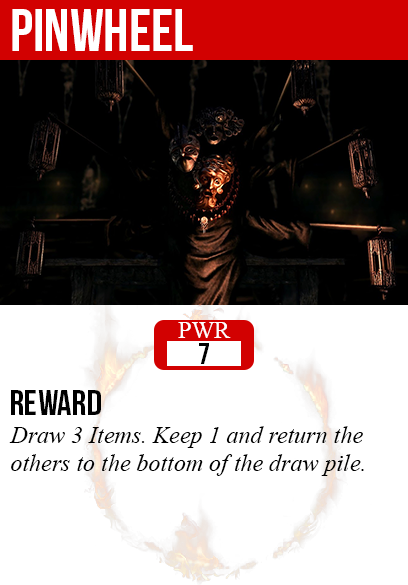 PINWHEEL
PWR
7
REWARD
Draw 3 Items. Keep 1 and return the
others to the bottom of the draw pile.